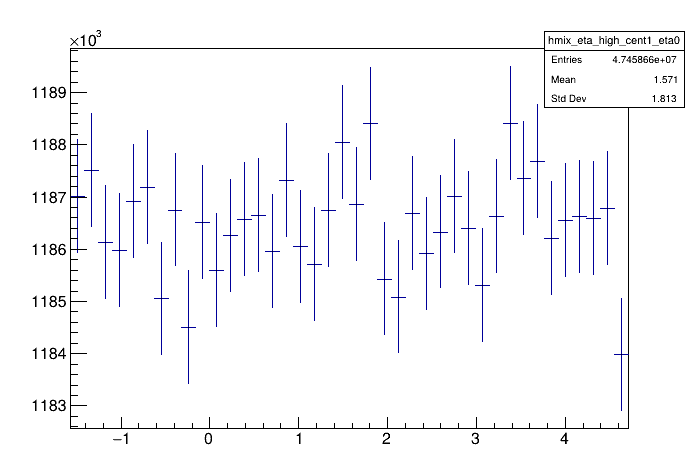 ×10³
hmix_eta_high_cent1_eta0
Entries 4.745866e+07
Mean 1.571
Std Dev 1.813
1189
1188
1187
1186
1185
1184
1183
−1 0 1 2 3 4